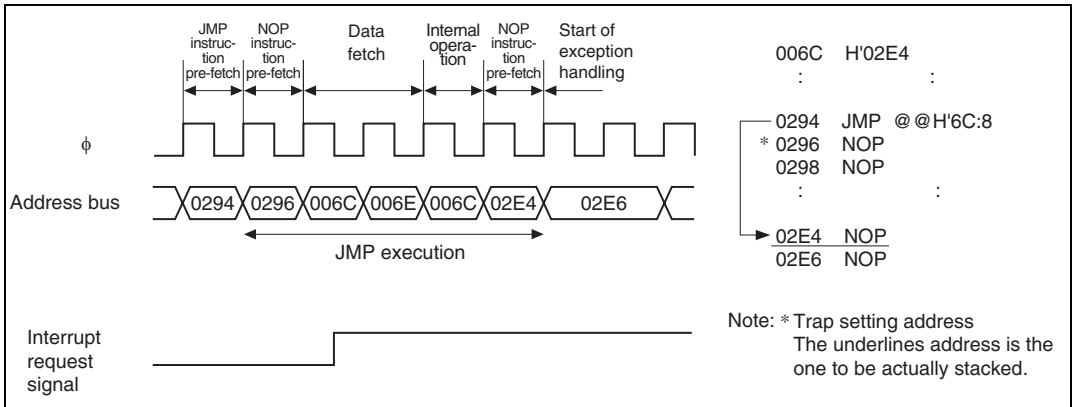 JMP
instruc-
tion
pre-fetch
NOP
instruc-
tion
pre-fetch
Data
fetch
Internal
opera-
tion
NOP
instruc-
tion
pre-fetch
Start of
exception
handling
ϕ
Address bus
0294 0296 006C 006E 006C 02E4 02E6
JMP execution
Interrupt
request
signal
006C H'02E4
: :
0294 JMP @@H'6C:8
* 0296 NOP
0298 NOP
: :
02E4 NOP
02E6 NOP
Note: * Trap setting address
The underlines address is the
one to be actually stacked.